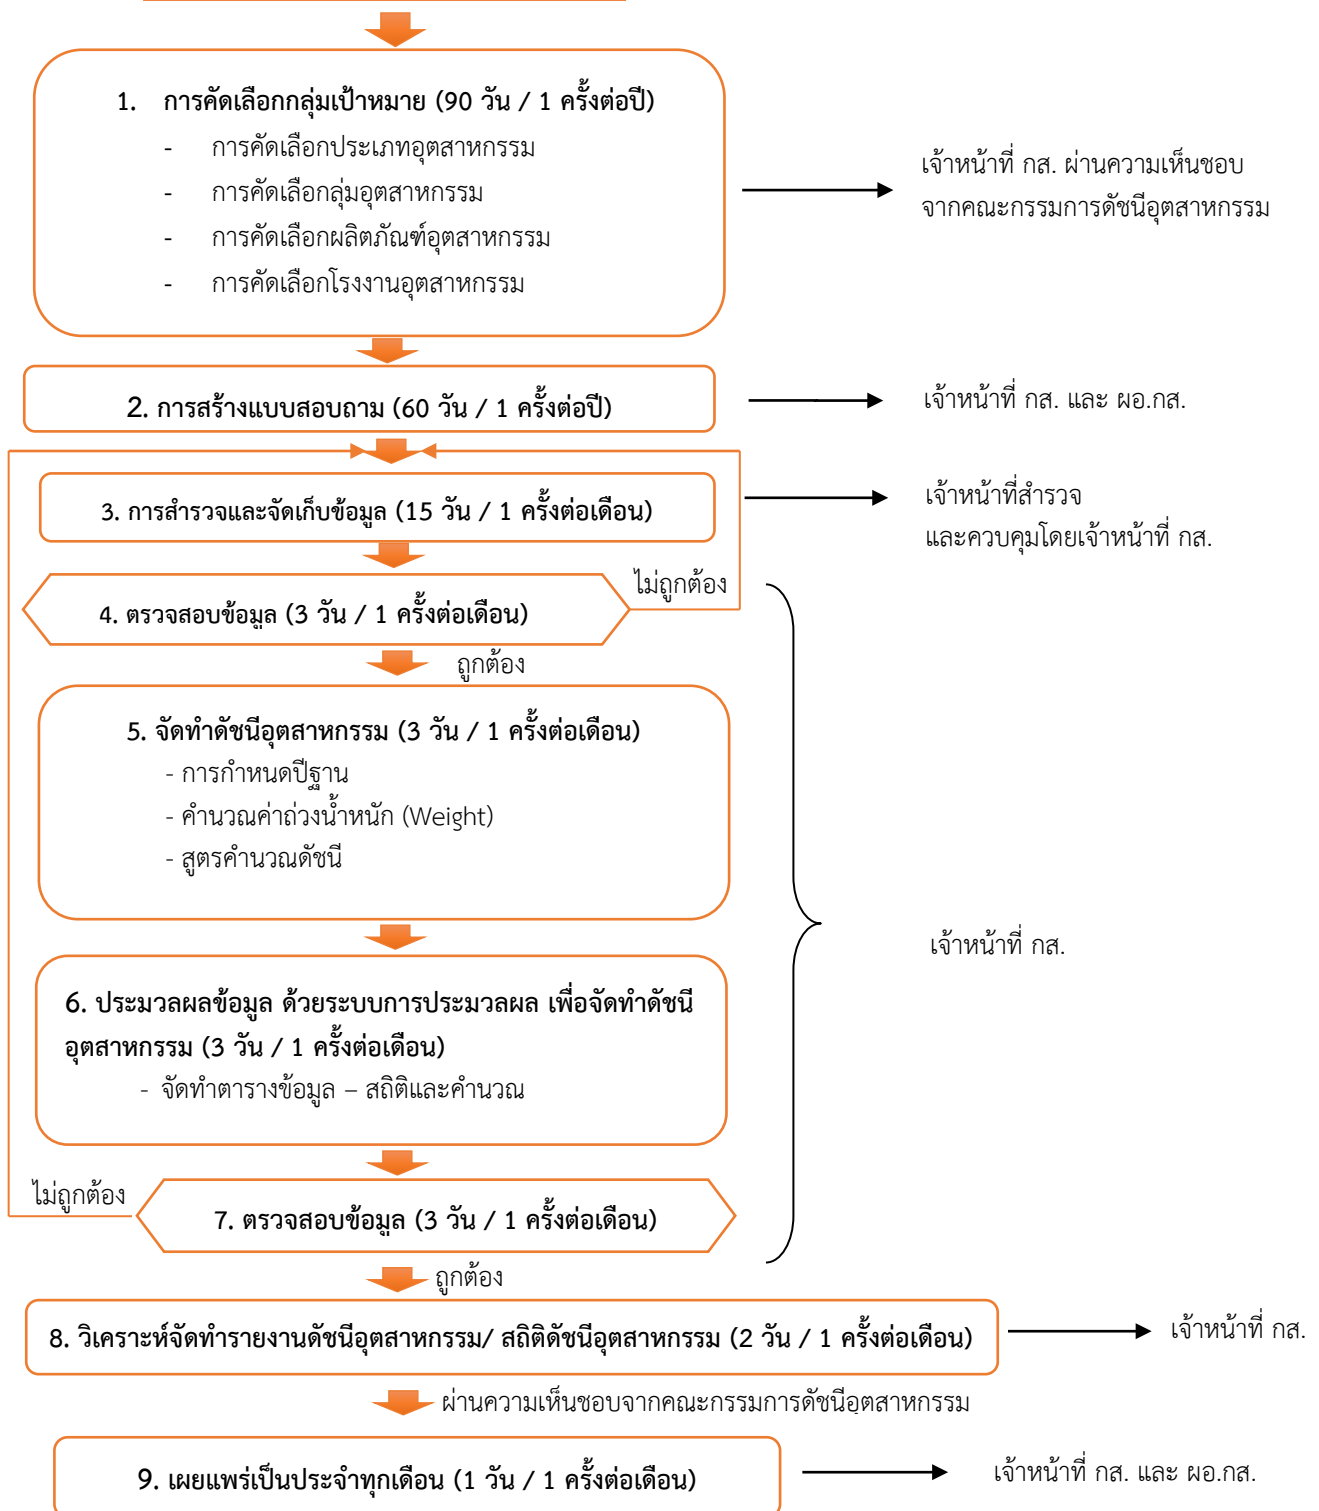 1. การคัดเลือกกลุ่มเป้าหมาย (90 วัน / 1 ครั้งต่อปี)
- การคัดเลือกประเภทอุตสาหกรรม
- การคัดเลือกลุ่มอุตสาหกรรม
- การคัดเลือกผลิตภัณฑ์อุตสาหกรรม
- การคัดเลือกโรงงานอุตสาหกรรม
เจ้าหน้าที่ กส. ผ่านความเห็นชอบ
จากคณะกรรมการดัชนีอุตสาหกรรม
2. การสร้างแบบสอบถาม (60 วัน / 1 ครั้งต่อปี)
เจ้าหน้าที่ กส. และ ผอ.กส.
3. การสำรวจและจัดเก็บข้อมูล (15 วัน / 1 ครั้งต่อเดือน)
เจ้าหน้าที่สำรวจ
และควบคุมโดยเจ้าหน้าที่ กส.
ไม่ถูกต้อง
4. ตรวจสอบข้อมูล (3 วัน / 1 ครั้งต่อเดือน)
ถูกต้อง
5. จัดทำดัชนีอุตสาหกรรม (3 วัน / 1 ครั้งต่อเดือน)
- การกำหนดปีฐาน
- คำนวณค่าถ่วงน้ำหนัก (Weight)
- สูตรคำนวณดัชนี
เจ้าหน้าที่ กส.
6. ประมวลผลข้อมูล ด้วยระบบการประมวลผล เพื่อจัดทำดัชนี
อุตสาหกรรม (3 วัน / 1 ครั้งต่อเดือน)
- จัดทำตารางข้อมูล – สถิติและคำนวณ
ไม่ถูกต้อง
7. ตรวจสอบข้อมูล (3 วัน / 1 ครั้งต่อเดือน)
ถูกต้อง
8. วิเคราะห์จัดทำรายงานดัชนีอุตสาหกรรม/ สถิติดัชนีอุตสาหกรรม (2 วัน / 1 ครั้งต่อเดือน)
เจ้าหน้าที่ กส.
ผ่านความเห็นชอบจากคณะกรรมการดัชนีอุตสาหกรรม
9. เผยแพร่เป็นประจำทุกเดือน (1 วัน / 1 ครั้งต่อเดือน)
เจ้าหน้าที่ กส. และ ผอ.กส.